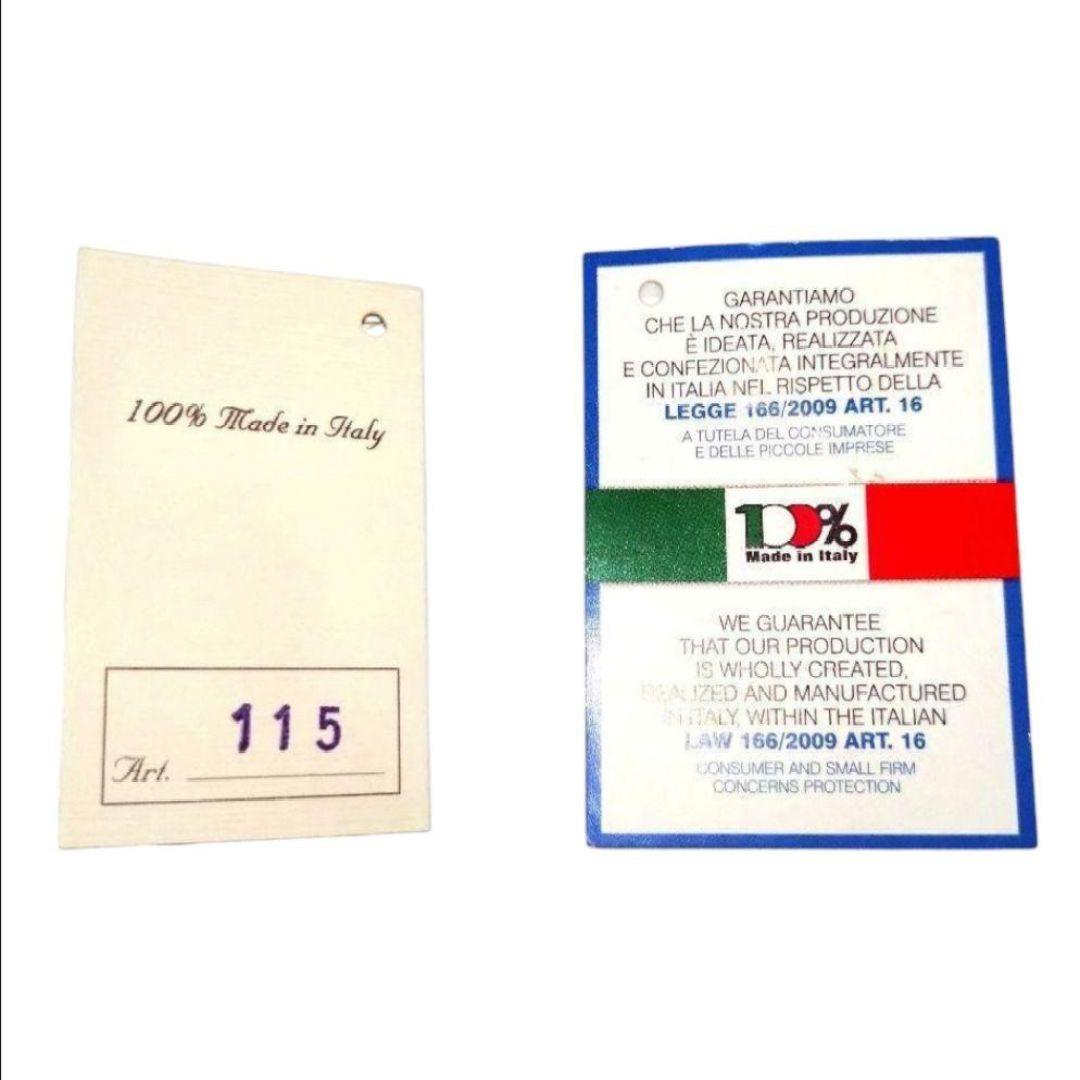 100% Made in Italy
115
Art.
GARANTIAMO
CHE LA NOSTRA PRODUZIONE
È IDEATA, REALIZZATA
E CONFEZIONATA INTEGRALMENTE
IN ITALIA NEL RISPETTO DELLA
LEGGE 166/2009 ART. 16
A TUTELA DEL CONSUMATORE
E DELLE PICCOLE IMPRESE
100%
Made in Italy
WE GUARANTEE
THAT OUR PRODUCTION
IS WHOLLY CREATED,
REALIZED AND MANUFACTURED
IN ITALY, WITHIN THE ITALIAN
LAW 166/2009 ART. 16
CONSUMER AND SMALL FIRM
CONCERNS PROTECTION